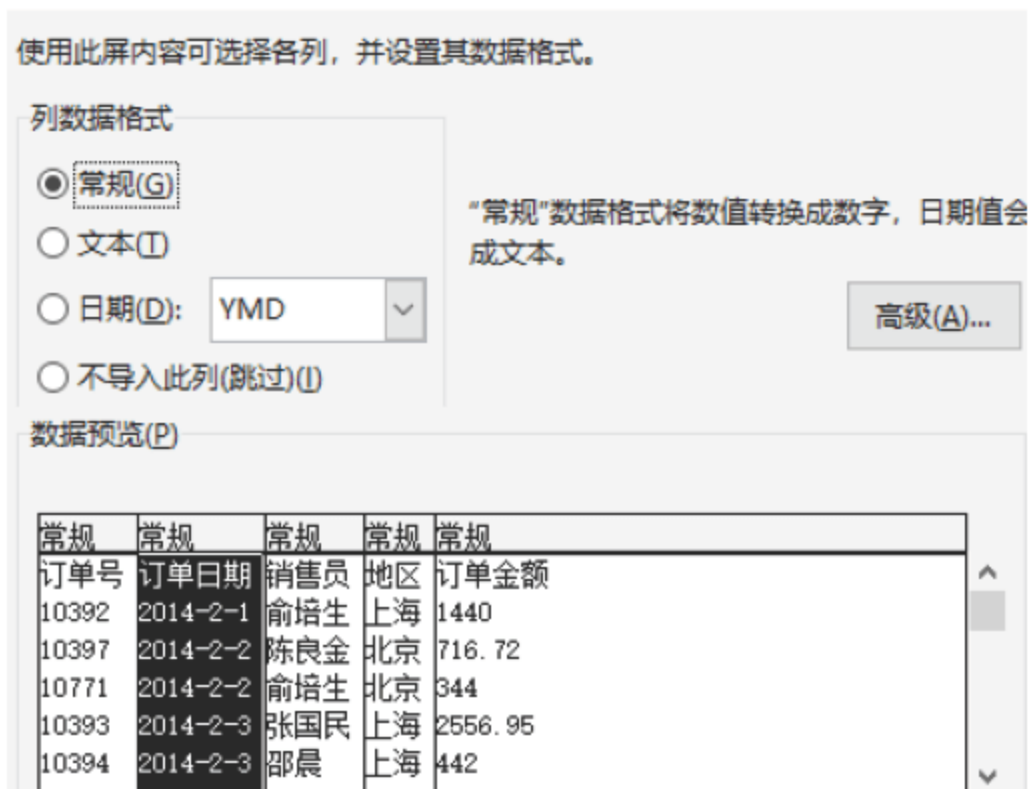 使用此屏内容可选择各列，并设置其数据格式。
列数据格式
常规(G)
文本(T)
日期(D): YMD
不导入此列(跳过)(I)
“常规”数据格式将数值转换成数字，日期值会
成文本。
高级(A)...
数据预览(P)
常规 常规 常规 常规 常规
订单号 订单日期 销售员 地区 订单金额
10392 2014-2-1 俞培生 上海 1440
10397 2014-2-2 陈良金 北京 716.72
10771 2014-2-2 俞培生 北京 344
10393 2014-2-3 张国民 上海 2556.95
10394 2014-2-3 邵晨 上海 442